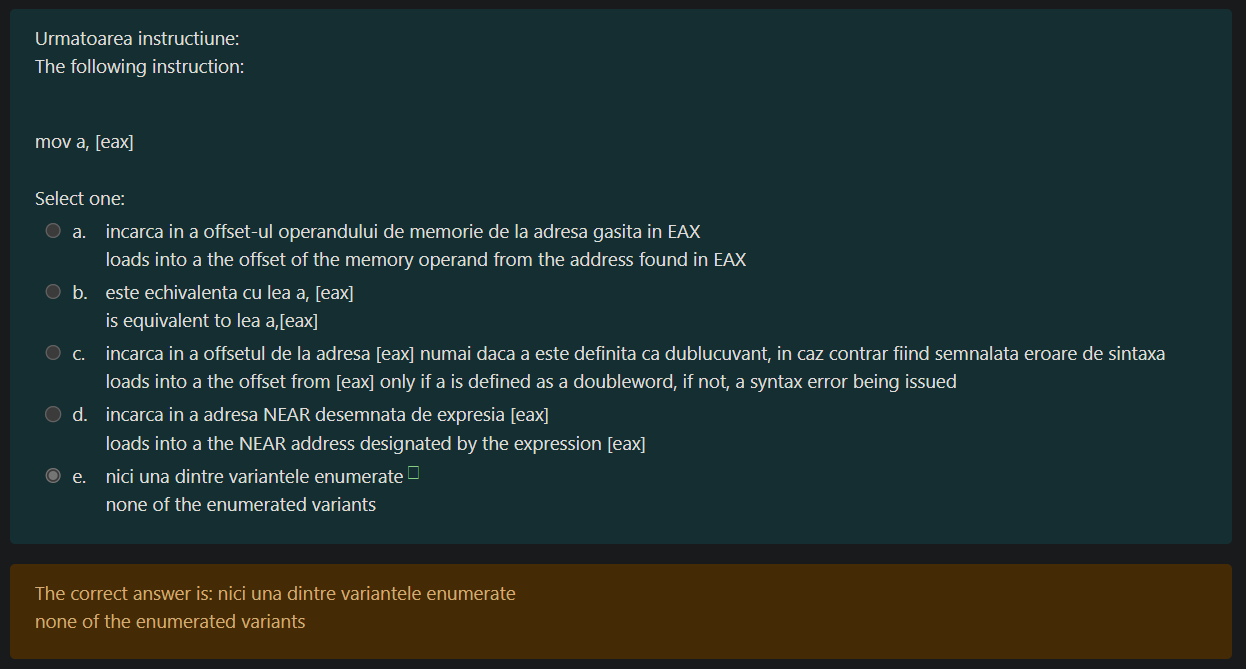 Urmatoarea instructiune:
The following instruction:
mov a, [eax]
Select one:
a. incarca in a offset-ul operandului de memorie de la adresa gasita in EAX
loads into a the offset of the memory operand from the address found in EAX
b. este echivalenta cu lea a, [eax]
is equivalent to lea a,[eax]
c. incarca in a offsetul de la adresa [eax] numai daca a este definita ca dublucuvant, in caz contrar fiind semnalata eroare de sintaxa
loads into a the offset from [eax] only if a is defined as a doubleword, if not, a syntax error being issued
d. incarca in a adresa NEAR desemnata de expresia [eax]
loads into a the NEAR address designated by the expression [eax]
e. nici una dintre variantele enumerate
none of the enumerated variants
The correct answer is: nici una dintre variantele enumerate
none of the enumerated variants